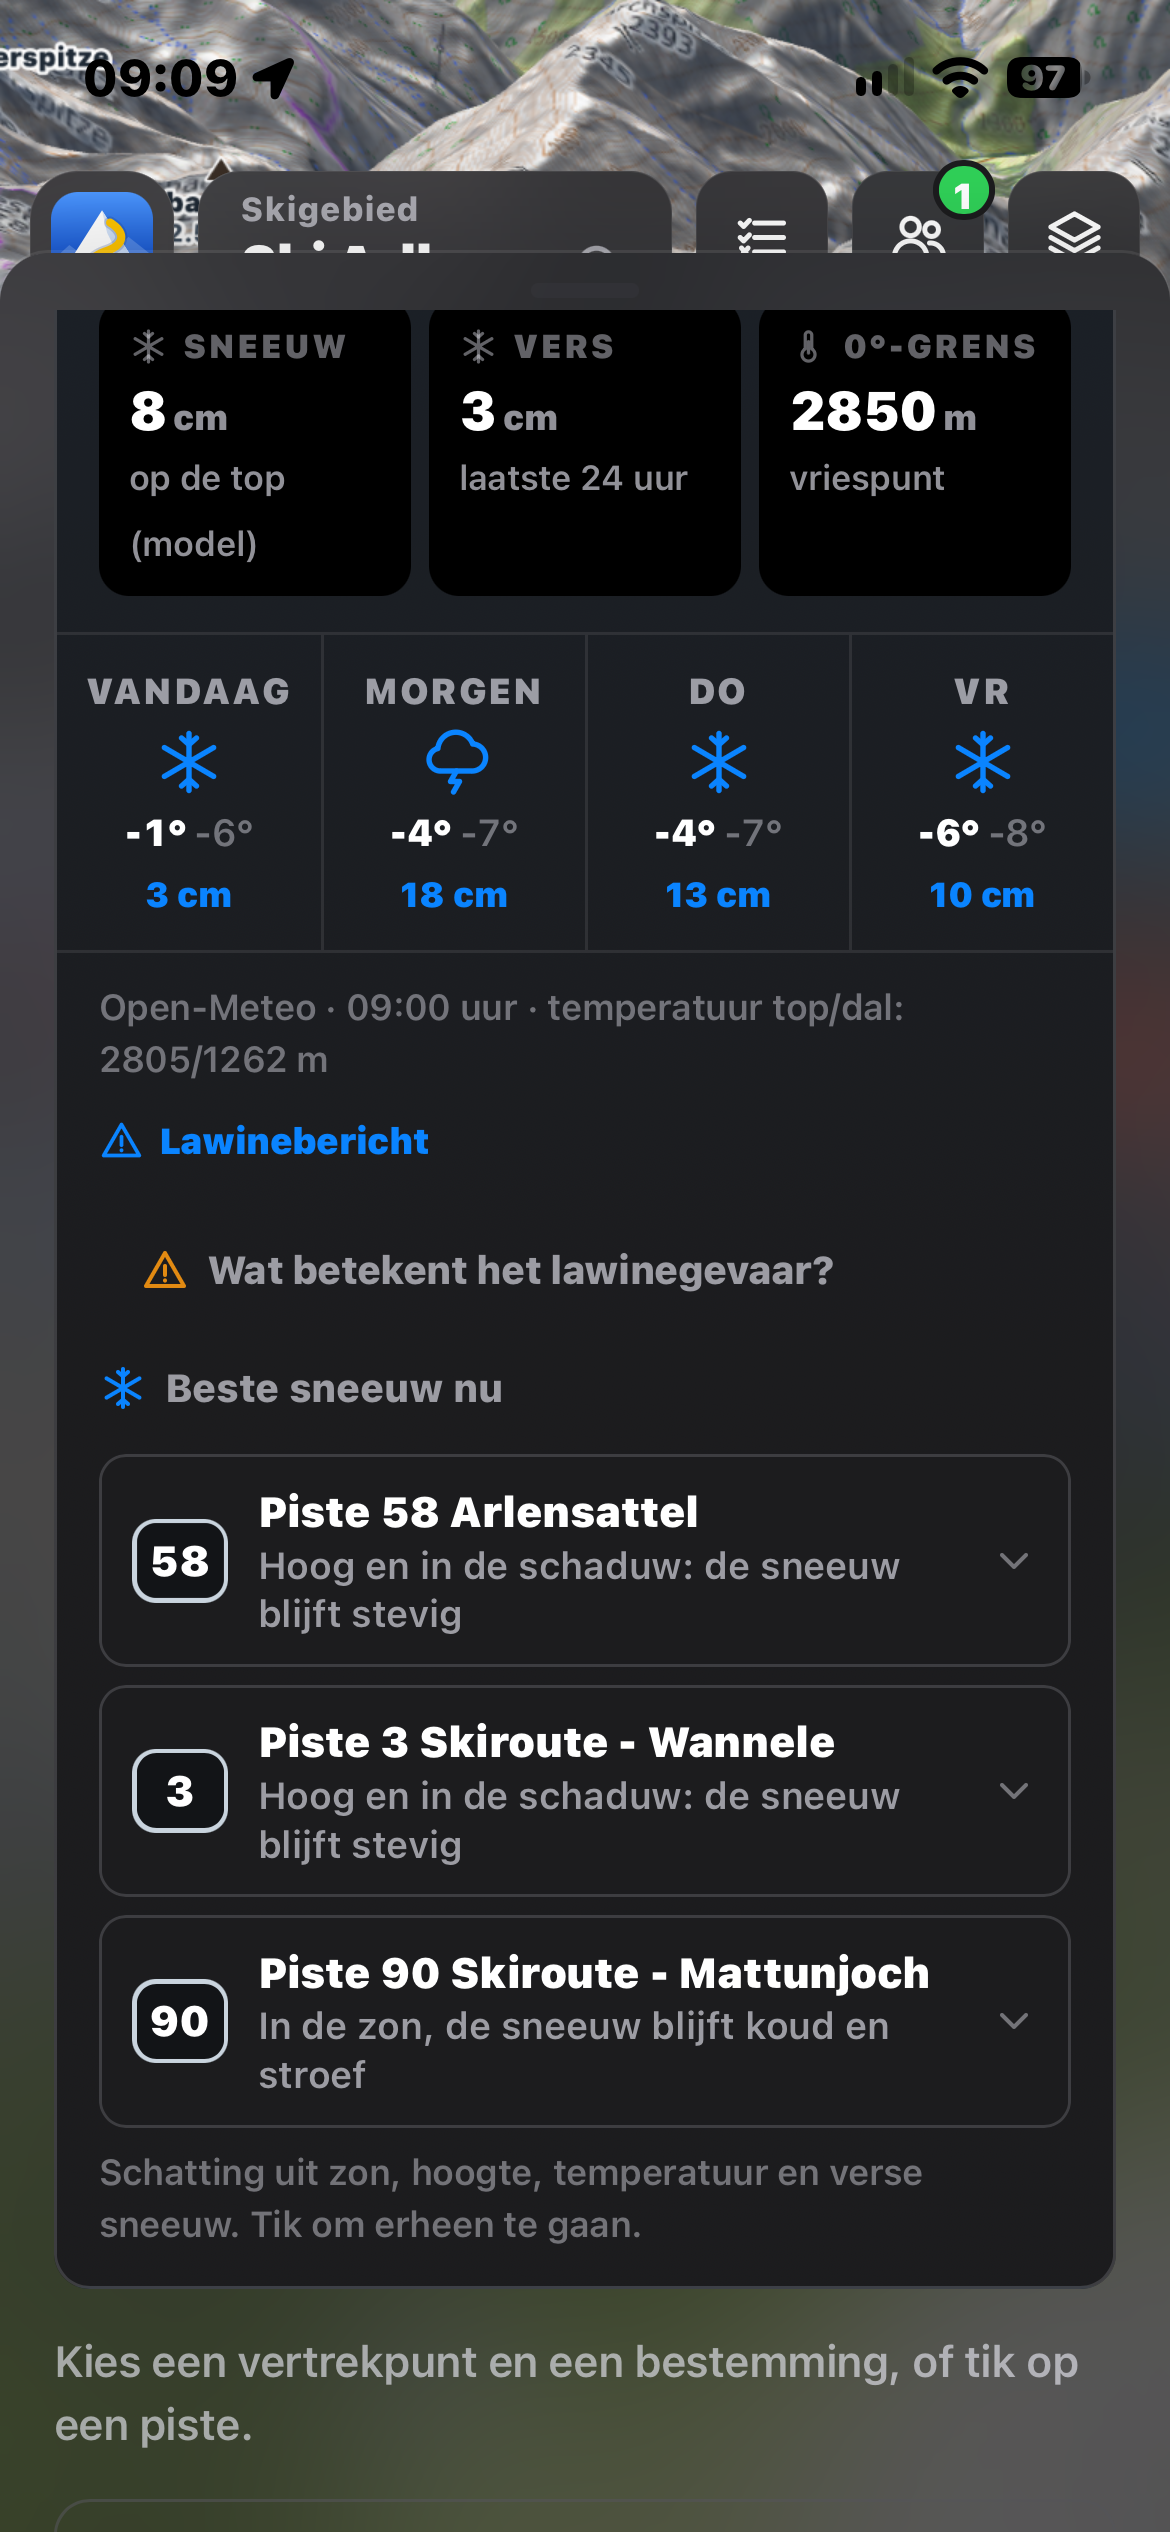 erspitze
2393
2345
09:09
97
Skigebied
1
SNEEUW
8 cm
op de top
(model)
VERS
3 cm
laatste 24 uur
0°-GRENS
2850 m
vriespunt
VANDAAG
-1° -6°
3 cm
MORGEN
-4° -7°
18 cm
DO
-4° -7°
13 cm
VR
-6° -8°
10 cm
Open-Meteo · 09:00 uur · temperatuur top/dal:
2805/1262 m
Lawinebericht
Wat betekent het lawinegevaar?
Beste sneeuw nu
58
Piste 58 Arlensattel
Hoog en in de schaduw: de sneeuw
blijft stevig
3
Piste 3 Skiroute - Wannele
Hoog en in de schaduw: de sneeuw
blijft stevig
90
Piste 90 Skiroute - Mattunjoch
In de zon, de sneeuw blijft koud en
stroef
Schatting uit zon, hoogte, temperatuur en verse
sneeuw. Tik om erheen te gaan.
Kies een vertrekpunt en een bestemming, of tik op
een piste.